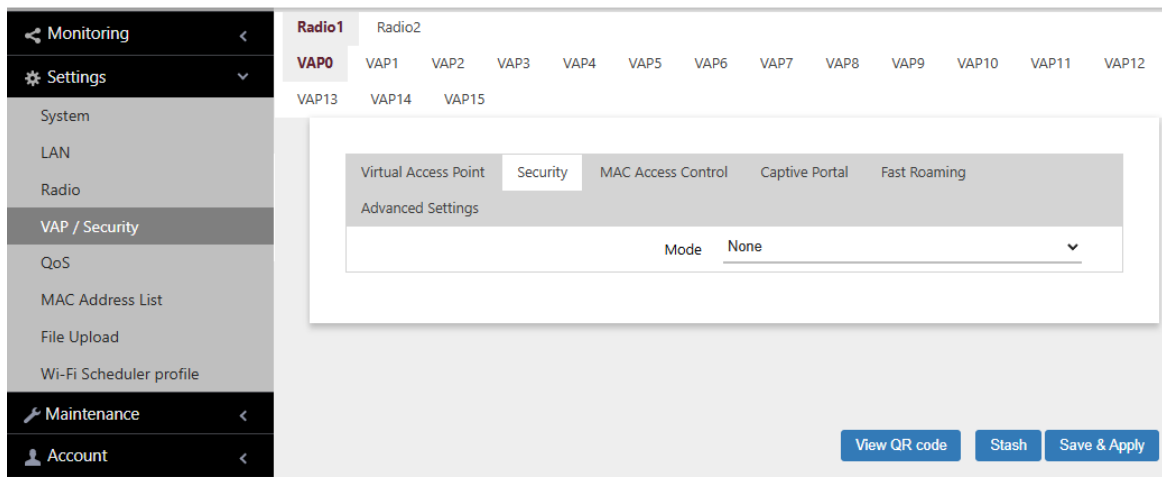 Monitoring
Settings
System
LAN
Radio
VAP / Security
QoS
MAC Address List
File Upload
Wi-Fi Scheduler profile
Maintenance
Account
Radio1 Radio2
VAP0 VAP1 VAP2 VAP3 VAP4 VAP5 VAP6 VAP7 VAP8 VAP9 VAP10 VAP11 VAP12
VAP13 VAP14 VAP15
Virtual Access Point Security MAC Access Control Captive Portal Fast Roaming
Advanced Settings
Mode None
View QR code Stash Save & Apply